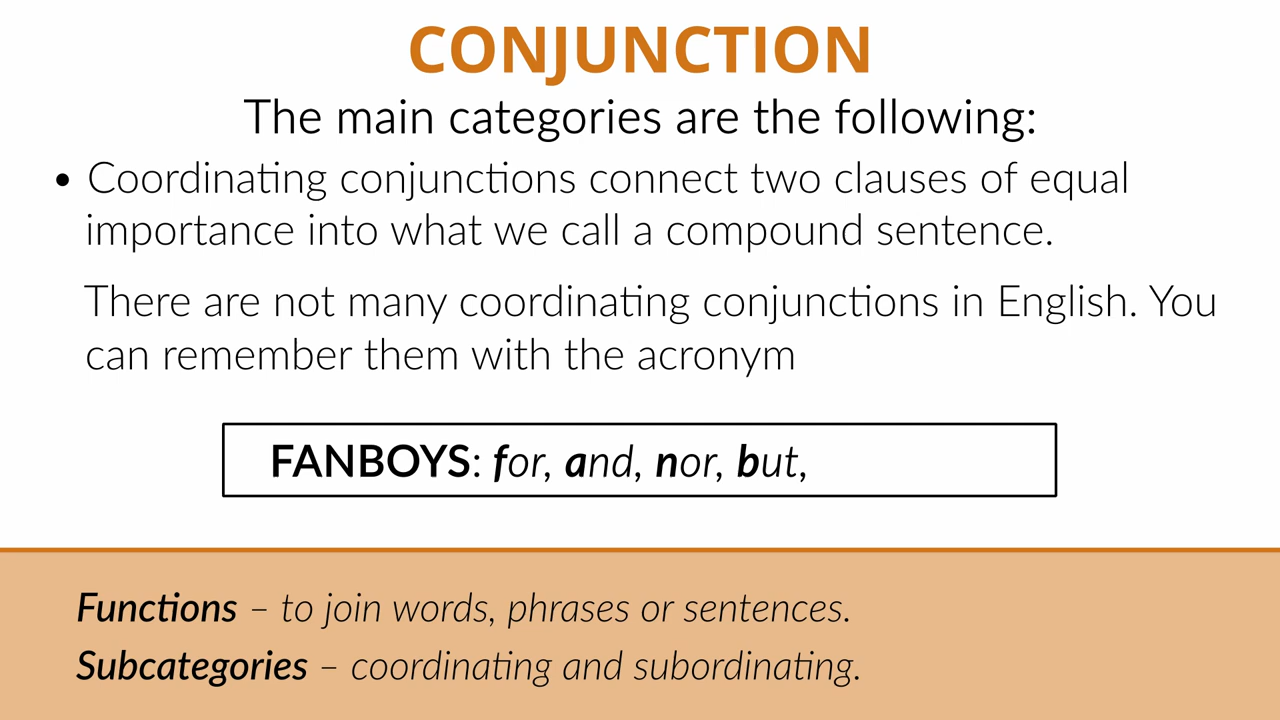 CONJUNCTION
The main categories are the following:
• Coordinating conjunctions connect two clauses of equal
importance into what we call a compound sentence.
There are not many coordinating conjunctions in English. You
can remember them with the acronym
FANBOYS: for, and, nor, but,
Functions – to join words, phrases or sentences.
Subcategories – coordinating and subordinating.